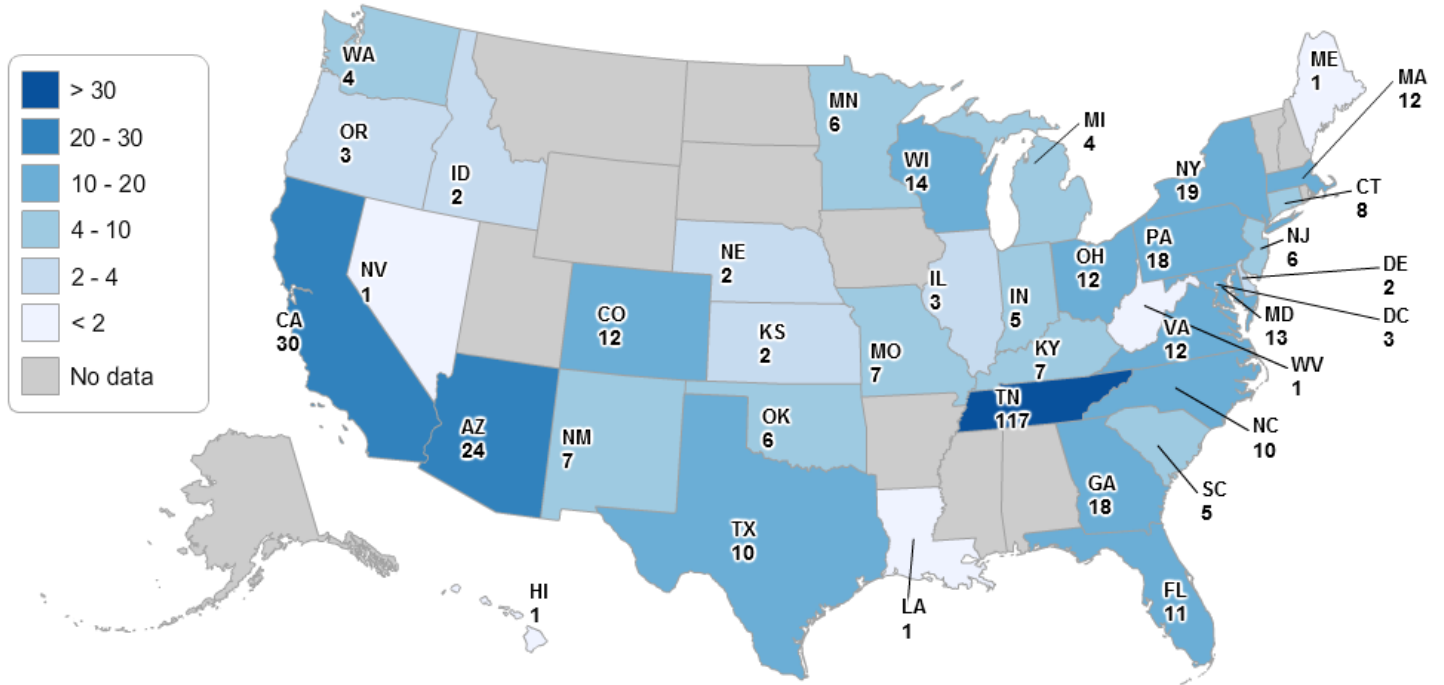 > 30
20 - 30
10 - 20
4 - 10
2 - 4
< 2
No data
WA
4
OR
3
ID
2
NV
1
CA
30
AZ
24
NM
7
CO
12
NE
2
KS
2
OK
6
TX
10
MN
6
WI
14
IL
3
MO
7
IN
5
MI
4
OH
12
KY
7
TN
117
LA
1
GA
18
FL
11
SC
5
NC
10
VA
12
WV
1
PA
18
NY
19
ME
1
MA
12
CT
8
NJ
6
DE
2
MD
13
DC
3
HI
1